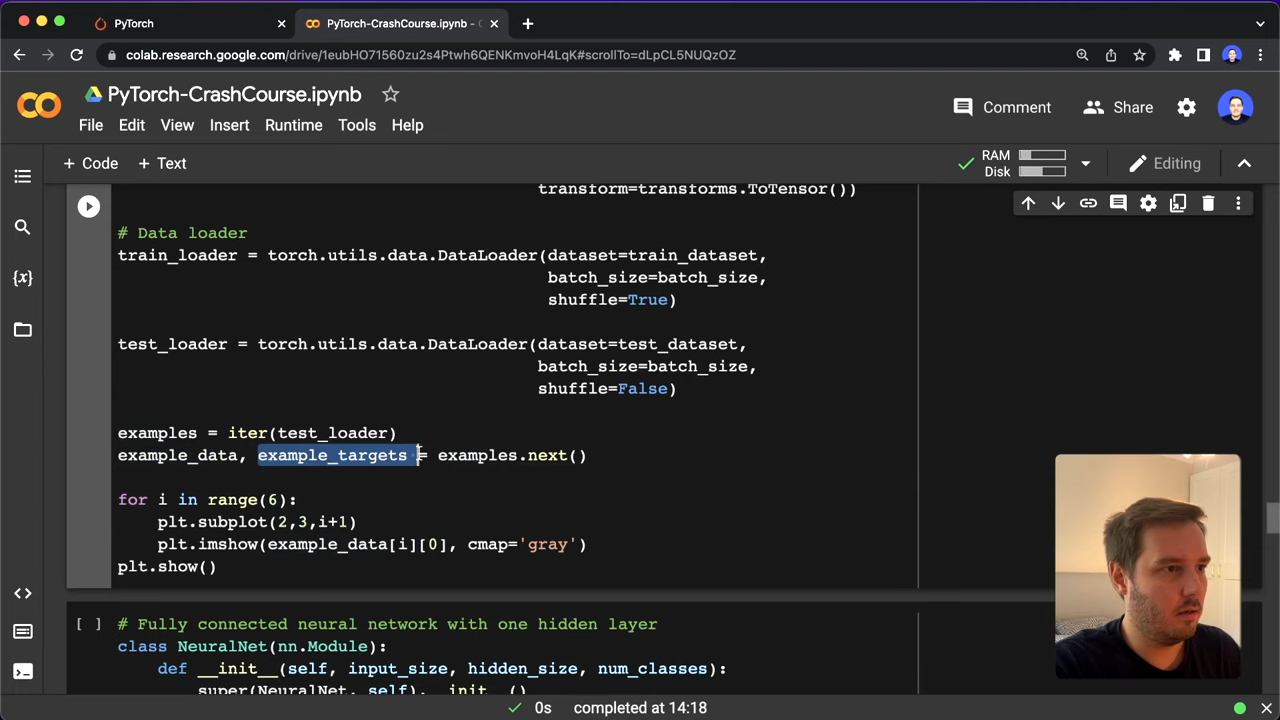 PyTorch
PyTorch-CrashCourse.ipynb - C
colab.research.google.com/drive/1eubHO71560zu2s4Ptwh6QENKmvoH4LqK#scrollTo=dLpCL5NUQzOZ
PyTorch-CrashCourse.ipynb
Comment
Share
File Edit View Insert Runtime Tools Help
+ Code + Text
RAM
Disk
Editing
transform=transforms.ToTensor())
# Data loader
train_loader = torch.utils.data.DataLoader(dataset=train_dataset,
batch_size=batch_size,
shuffle=True)
test_loader = torch.utils.data.DataLoader(dataset=test_dataset,
batch_size=batch_size,
shuffle=False)
examples = iter(test_loader)
example_data, example_targets = examples.next()
for i in range(6):
plt.subplot(2,3,i+1)
plt.imshow(example_data[i][0], cmap='gray')
plt.show()
[ ] # Fully connected neural network with one hidden layer
class NeuralNet(nn.Module):
def __init__(self, input_size, hidden_size, num_classes):
super(NeuralNet, self).__init__()
0s completed at 14:18